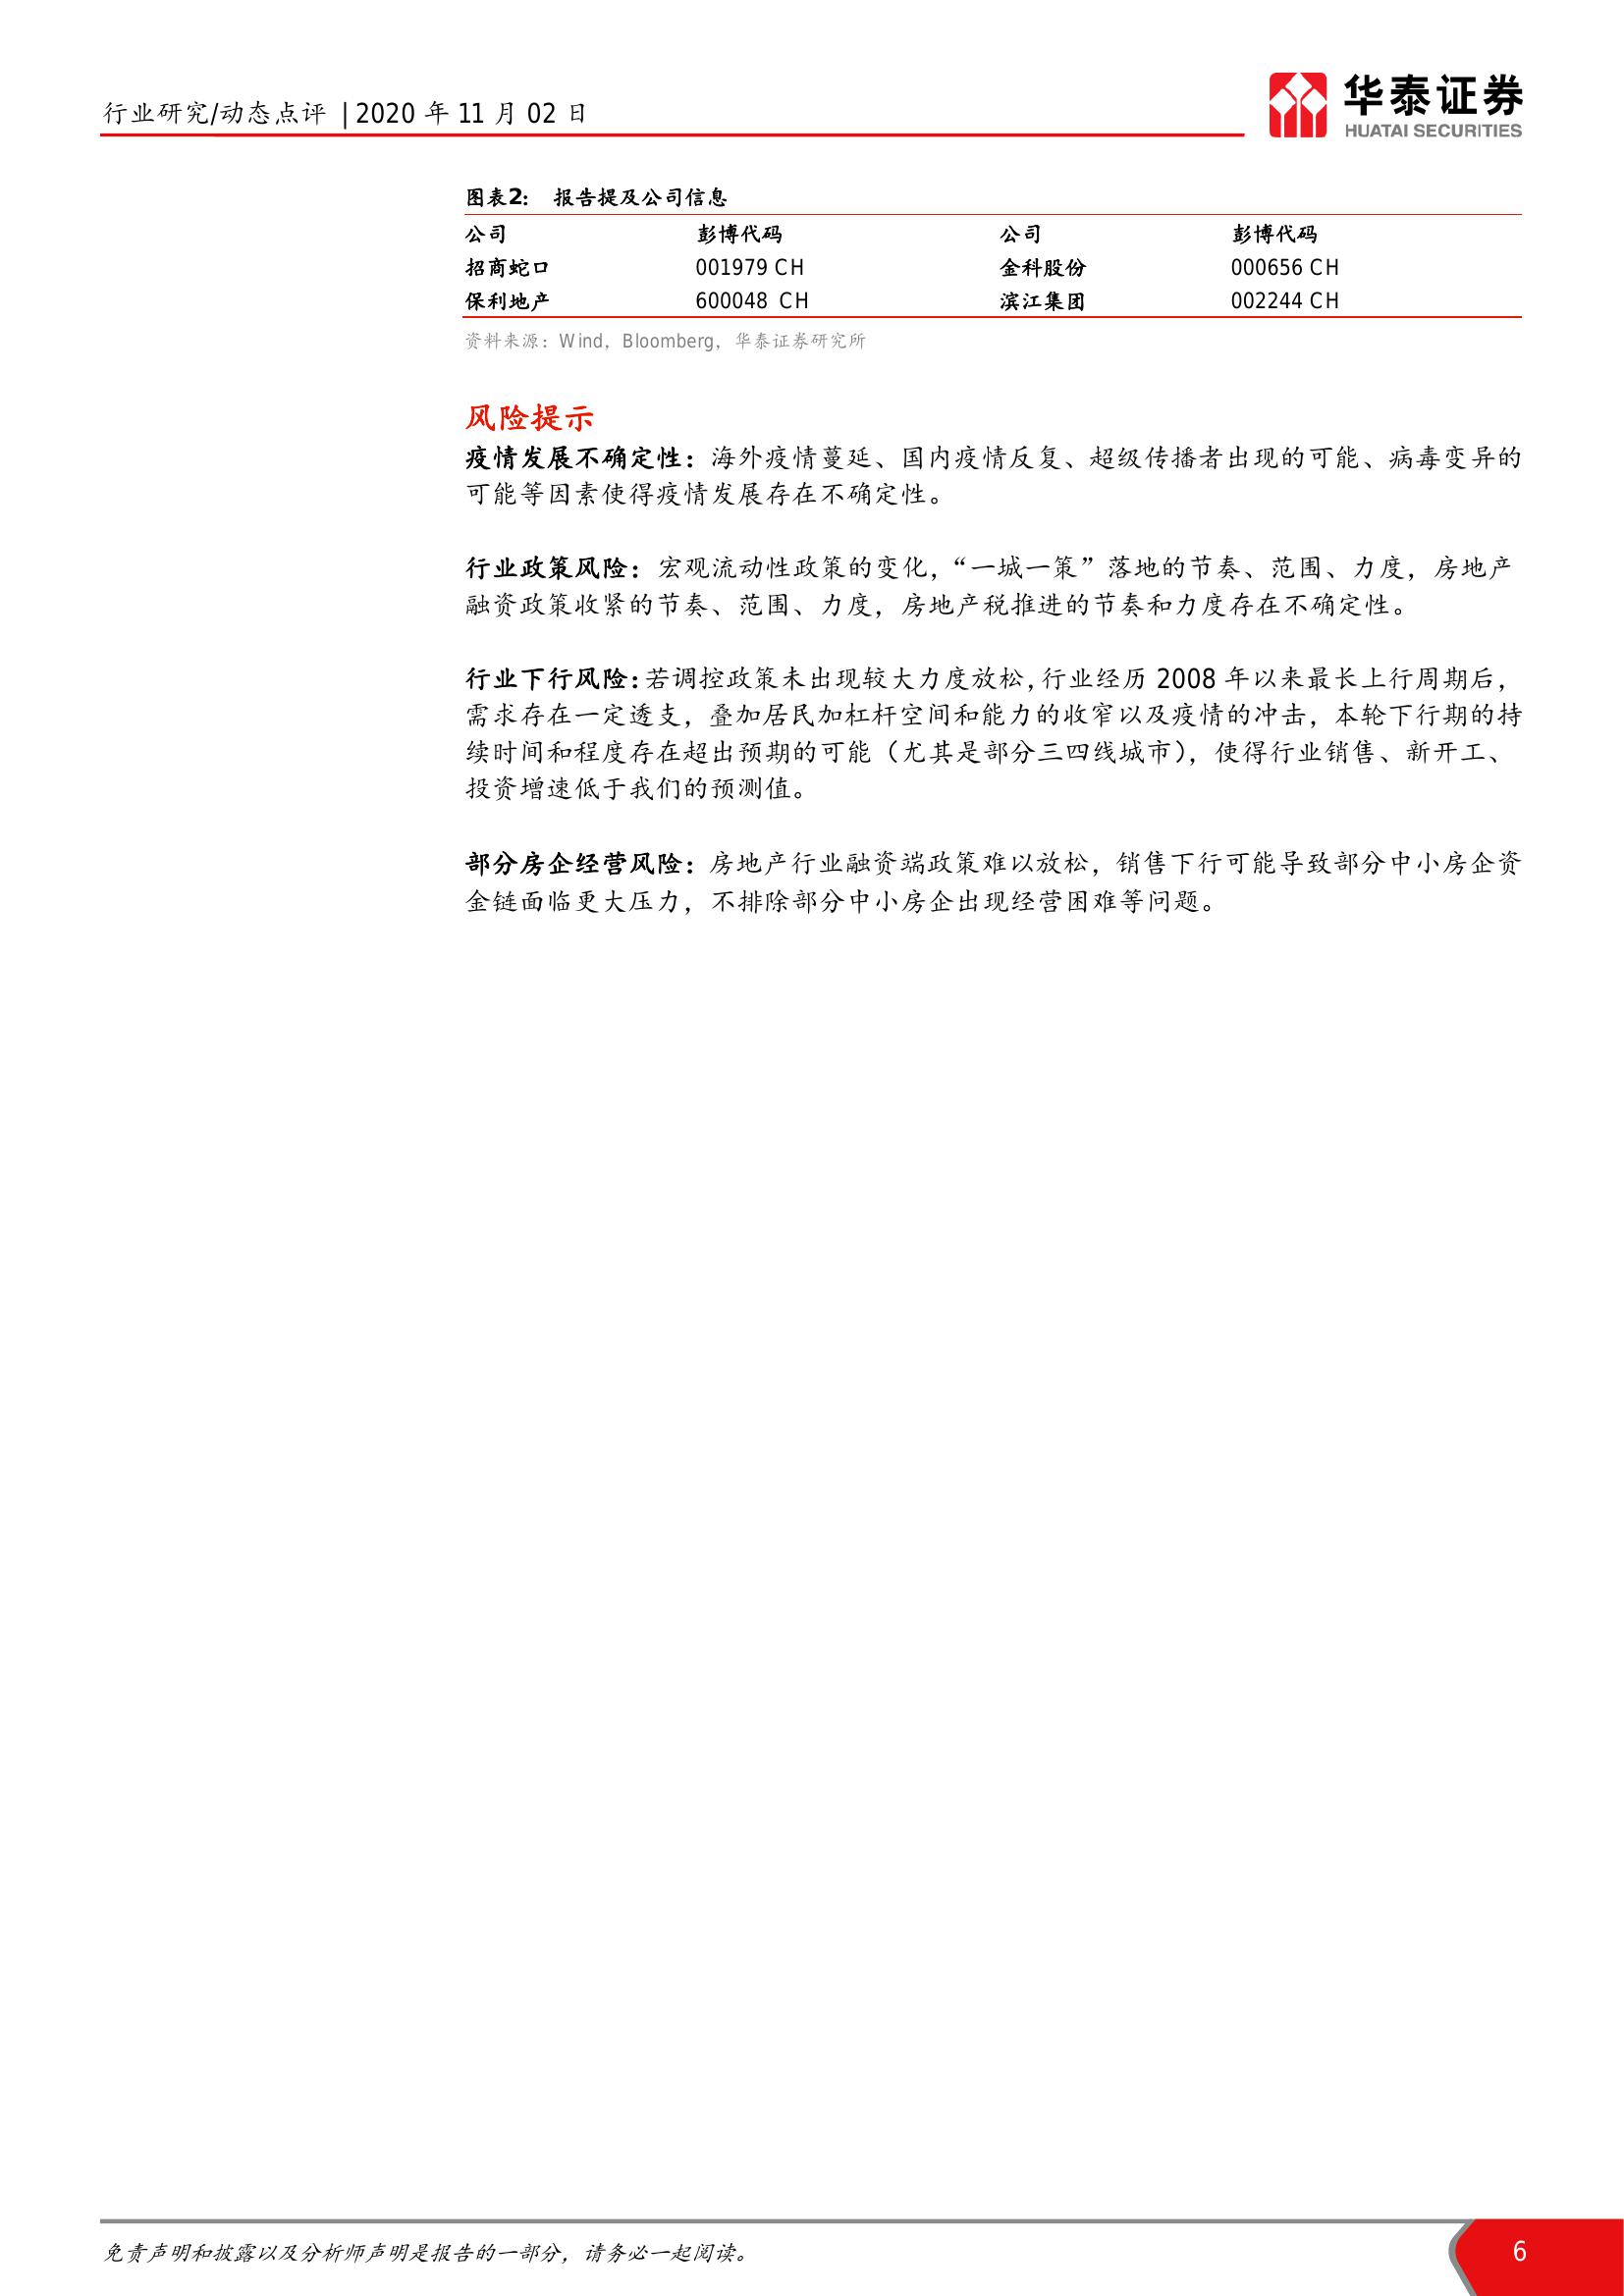 行业研究/动态点评 | 2020 年 11 月 02 日
华泰证券
HUATAI SECURITIES
图表2： 报告提及公司信息
公司 彭博代码 公司 彭博代码
招商蛇口 001979 CH 金科股份 000656 CH
保利地产 600048 CH 滨江集团 002244 CH
资料来源：Wind，Bloomberg，华泰证券研究所
风险提示
疫情发展不确定性：海外疫情蔓延、国内疫情反复、超级传播者出现的可能、病毒变异的
可能等因素使得疫情发展存在不确定性。
行业政策风险：宏观流动性政策的变化，“一城一策”落地的节奏、范围、力度，房地产
融资政策收紧的节奏、范围、力度，房地产税推进的节奏和力度存在不确定性。
行业下行风险：若调控政策未出现较大力度放松，行业经历 2008 年以来最长上行周期后，
需求存在一定透支，叠加居民加杠杆空间和能力的收窄以及疫情的冲击，本轮下行期的持
续时间和程度存在超出预期的可能（尤其是部分三四线城市），使得行业销售、新开工、
投资增速低于我们的预测值。
部分房企经营风险：房地产行业融资端政策难以放松，销售下行可能导致部分中小房企资
金链面临更大压力，不排除部分中小房企出现经营困难等问题。
免责声明和披露以及分析师声明是报告的一部分，请务必一起阅读。
6